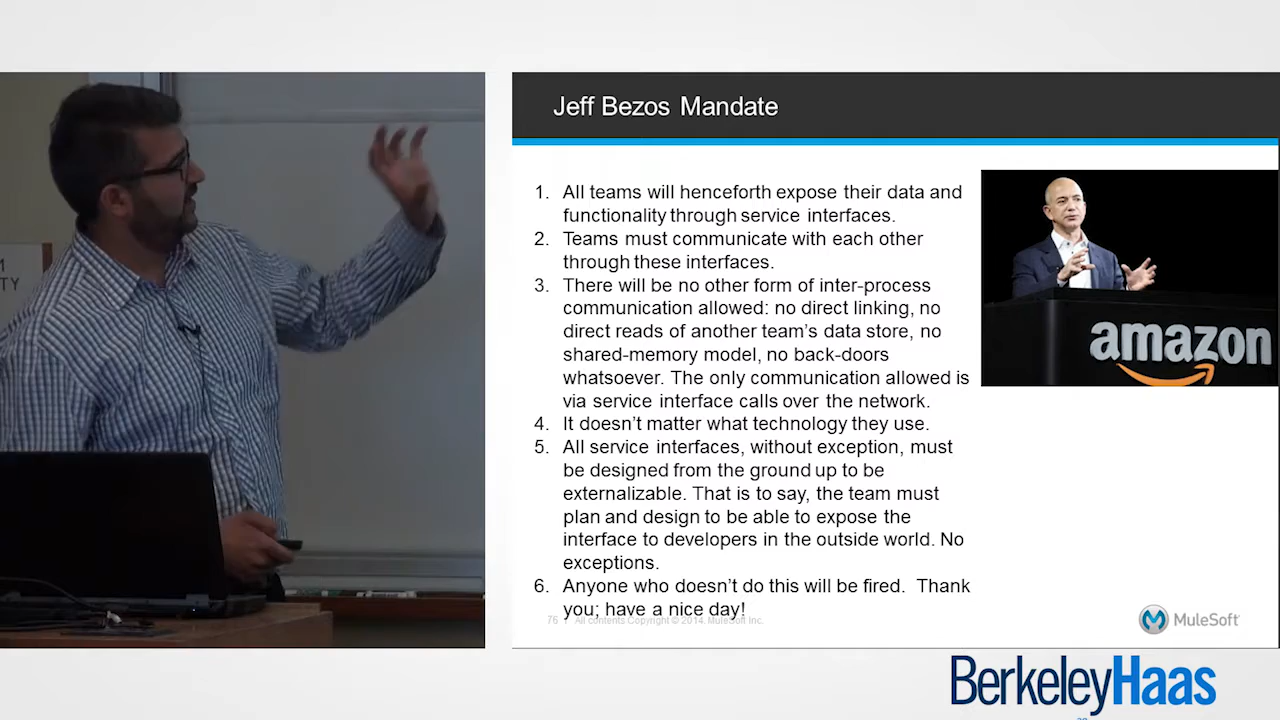 Jeff Bezos Mandate
1. All teams will henceforth expose their data and
functionality through service interfaces.
2. Teams must communicate with each other
through these interfaces.
3. There will be no other form of inter-process
communication allowed: no direct linking, no
direct reads of another team's data store, no
shared-memory model, no back-doors
whatsoever. The only communication allowed is
via service interface calls over the network.
4. It doesn't matter what technology they use.
5. All service interfaces, without exception, must
be designed from the ground up to be
externalizable. That is to say, the team must
plan and design to be able to expose the
interface to developers in the outside world. No
exceptions.
6. Anyone who doesn't do this will be fired. Thank
you; have a nice day!
amazon
76 | All contents Copyright © 2014 MuleSoft Inc.
MuleSoft
BerkeleyHaas